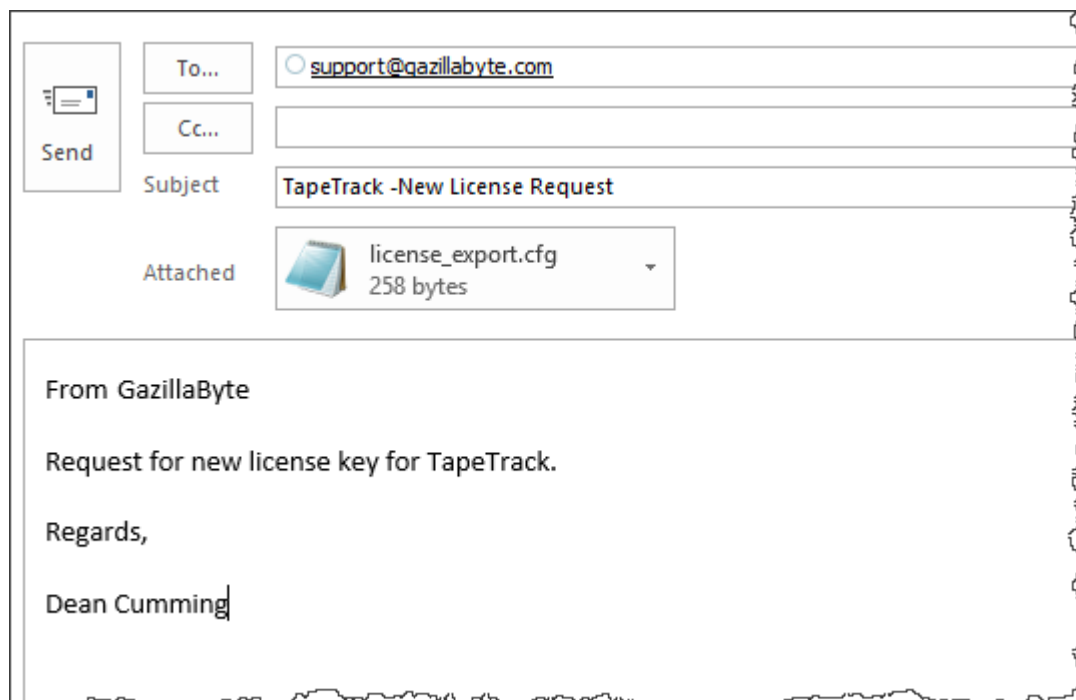 To...
support@gazillabyte.com
Cc...
Send
Subject
TapeTrack -New License Request
Attached
license_export.cfg
258 bytes
From GazillaByte
Request for new license key for TapeTrack.
Regards,
Dean Cumming